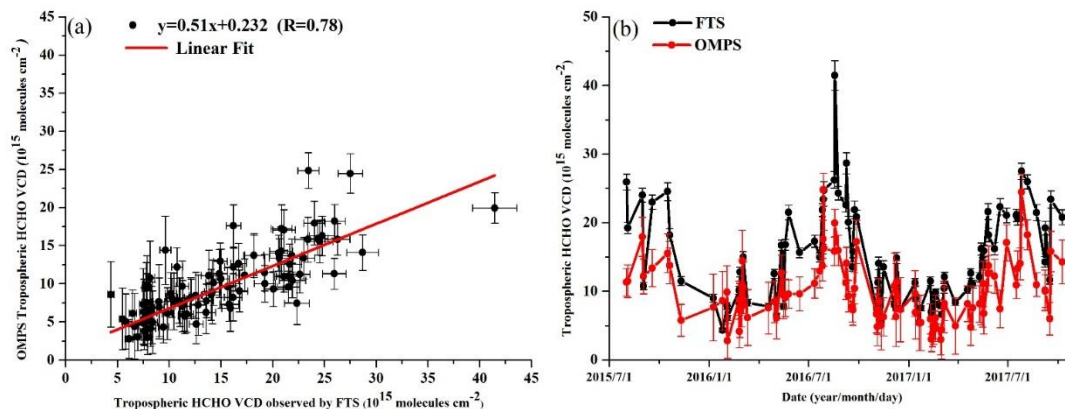 (a)
y=0.51x+0.232 (R=0.78)
Linear Fit
OMPS Tropospheric HCHO VCD (10^15 molecules cm^-2)
45
40
35
30
25
20
15
10
5
0
0 5 10 15 20 25 30 35 40 45
Tropospheric HCHO VCD observed by FTS (10^15 molecules cm^-2)
(b)
FTS
OMPS
Tropospheric HCHO VCD (10^15 molecules cm^-2)
50
40
30
20
10
0
2015/7/1 2016/1/1 2016/7/1 2017/1/1 2017/7/1
Date (year/month/day)